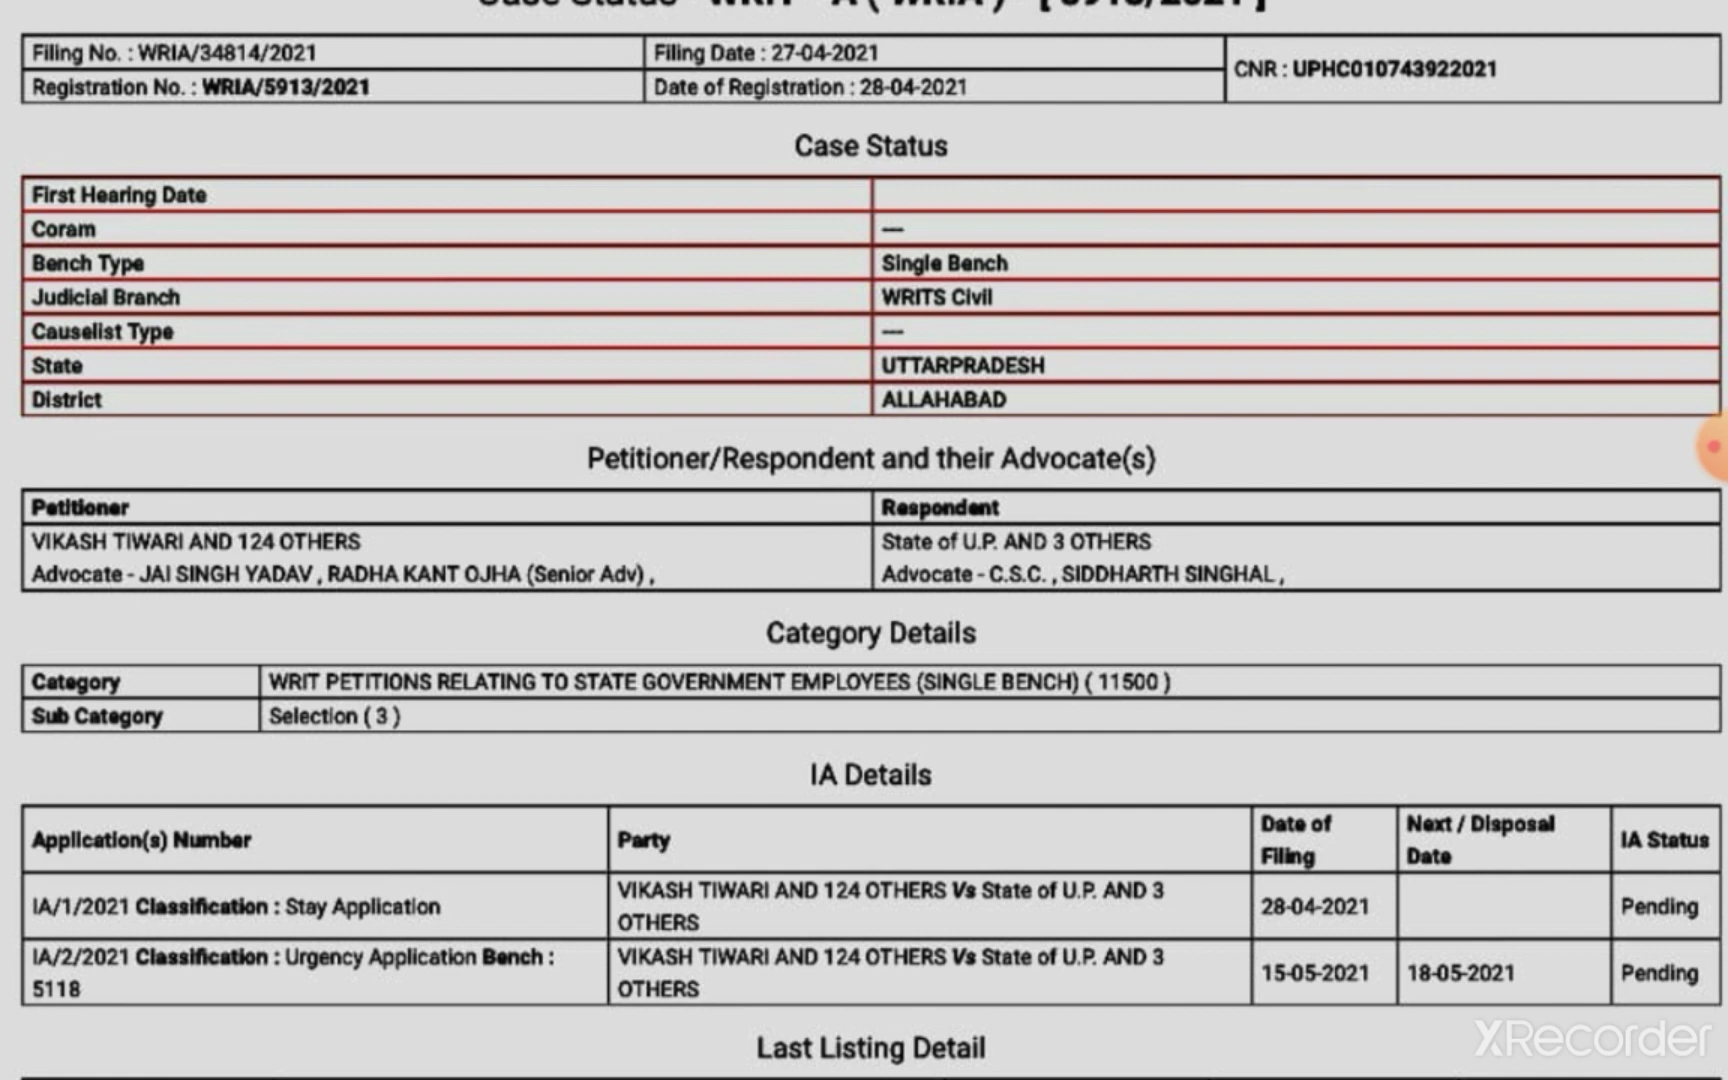 Case Status - WRIT - A ( WRIA ) - [ 5913/2021 ]
Filing No. : WRIA/34814/2021 Filing Date : 27-04-2021 CNR : UPHC010743922021
Registration No. : WRIA/5913/2021 Date of Registration : 28-04-2021
Case Status
First Hearing Date
Coram ---
Bench Type Single Bench
Judicial Branch WRITS Civil
Causelist Type ---
State UTTARPRADESH
District ALLAHABAD
Petitioner/Respondent and their Advocate(s)
Petitioner Respondent
VIKASH TIWARI AND 124 OTHERS State of U.P. AND 3 OTHERS
Advocate - JAI SINGH YADAV , RADHA KANT OJHA (Senior Adv) , Advocate - C.S.C. , SIDDHARTH SINGHAL ,
Category Details
Category WRIT PETITIONS RELATING TO STATE GOVERNMENT EMPLOYEES (SINGLE BENCH) ( 11500 )
Sub Category Selection ( 3 )
IA Details
Application(s) Number Party Date of Filing Next / Disposal Date IA Status
IA/1/2021 Classification : Stay Application VIKASH TIWARI AND 124 OTHERS Vs State of U.P. AND 3 OTHERS 28-04-2021 Pending
IA/2/2021 Classification : Urgency Application Bench : 5118 VIKASH TIWARI AND 124 OTHERS Vs State of U.P. AND 3 OTHERS 15-05-2021 18-05-2021 Pending
Last Listing Detail
XRecorder